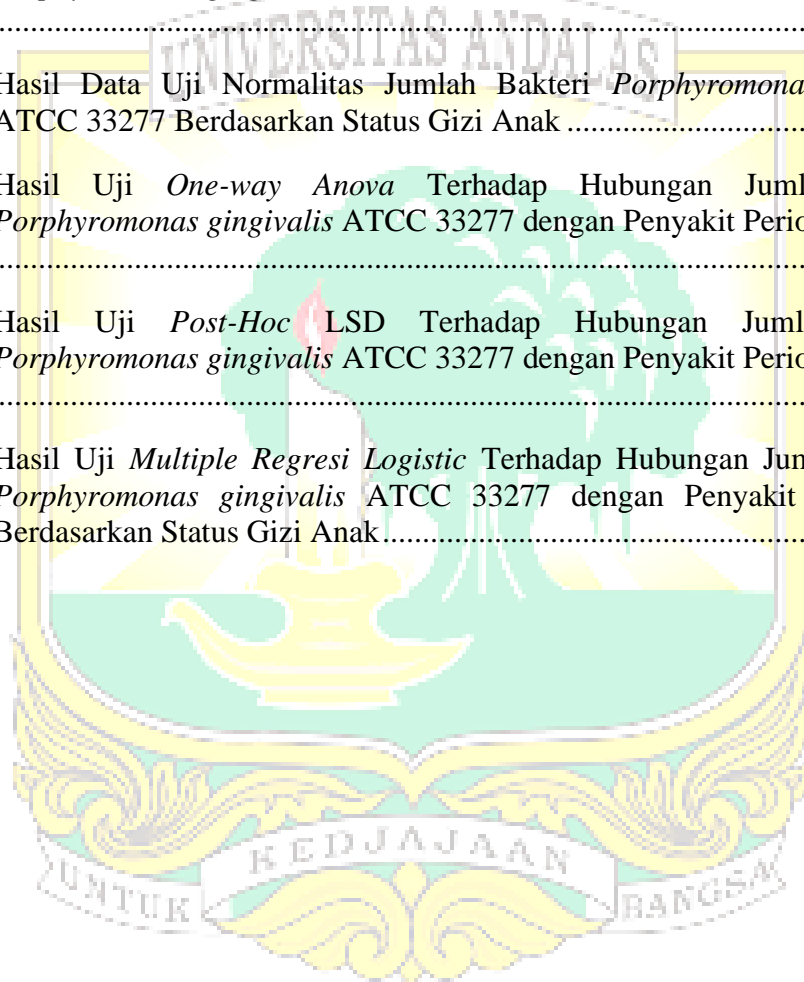 ..........................................................................................
UNIVERSITAS ANDALAS
Hasil Data Uji Normalitas Jumlah Bakteri Porphyromona
ATCC 33277 Berdasarkan Status Gizi Anak ..............................
Hasil Uji One-way Anova Terhadap Hubungan Juml
Porphyromonas gingivalis ATCC 33277 dengan Penyakit Perio
..........................................................................................
Hasil Uji Post-Hoc LSD Terhadap Hubungan Juml
Porphyromonas gingivalis ATCC 33277 dengan Penyakit Perio
..........................................................................................
Hasil Uji Multiple Regresi Logistic Terhadap Hubungan Jum
Porphyromonas gingivalis ATCC 33277 dengan Penyakit
Berdasarkan Status Gizi Anak ..............................................
UNTUK KEDJAJAAN BANGSA